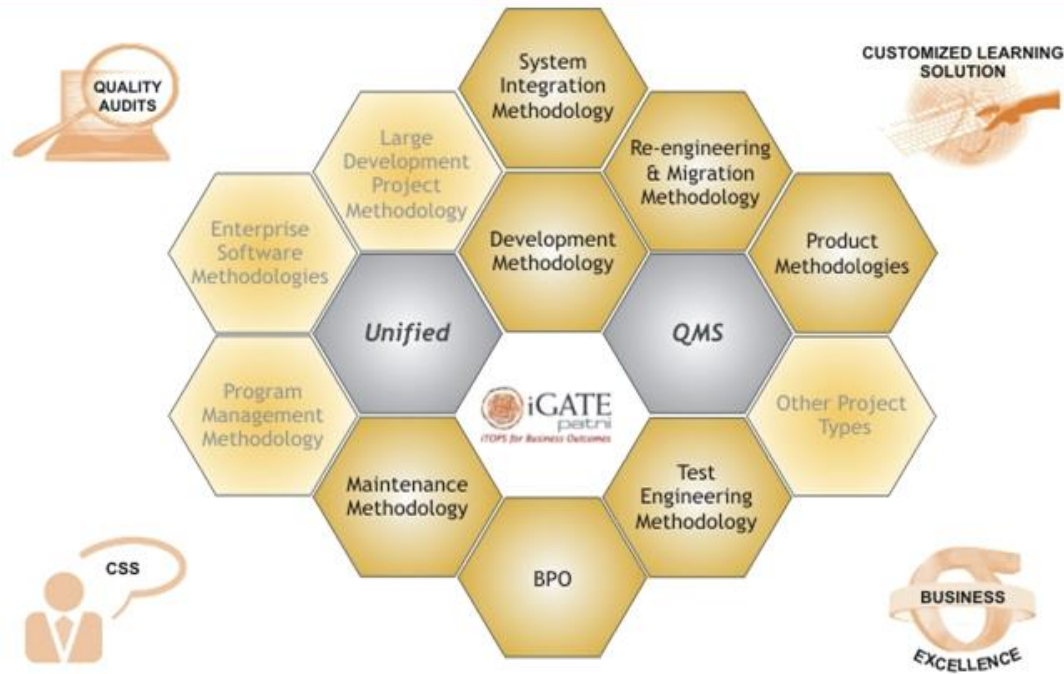 QUALITY
AUDITS
CUSTOMIZED LEARNING
SOLUTION
System
Integration
Methodology
Large
Development
Project
Methodology
Re-engineering
& Migration
Methodology
Enterprise
Software
Methodologies
Development
Methodology
Product
Methodologies
Unified
QMS
Program
Management
Methodology
iGATE
patni
iTOPS for Business Outcomes
Other Project
Types
Maintenance
Methodology
Test
Engineering
Methodology
BPO
CSS
BUSINESS
EXCELLENCE